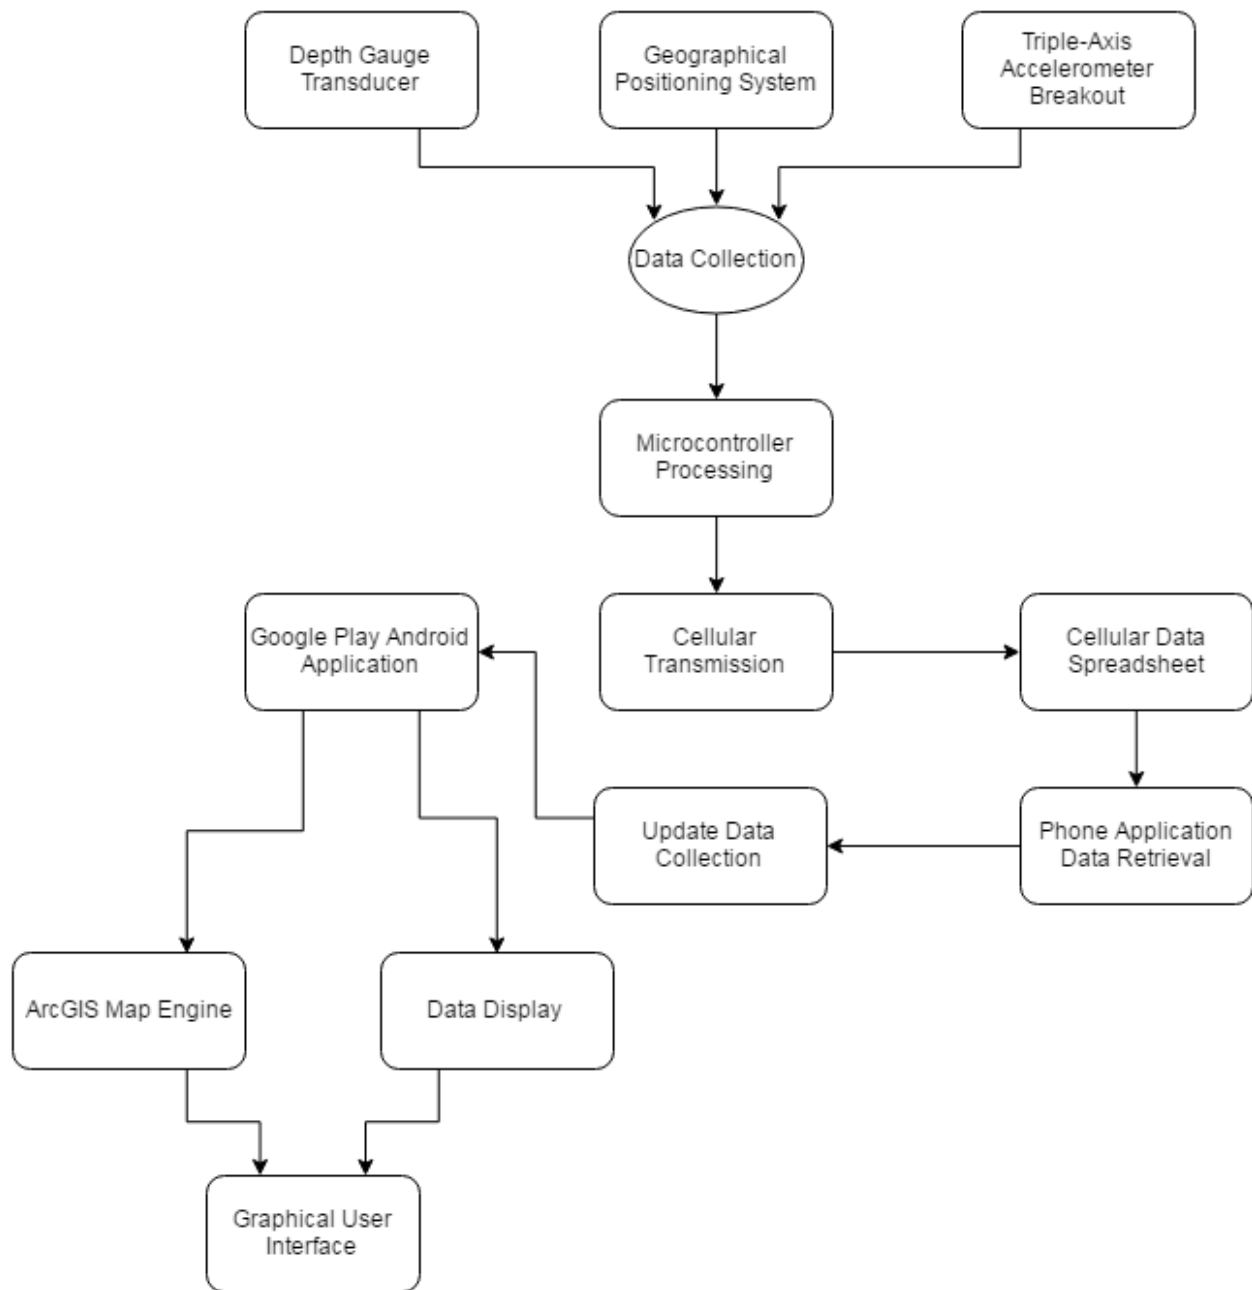 Depth Gauge
Transducer
Geographical
Positioning System
Triple-Axis
Accelerometer
Breakout
Data Collection
Microcontroller
Processing
Google Play Android
Application
Cellular
Transmission
Cellular Data
Spreadsheet
Update Data
Collection
Phone Application
Data Retrieval
ArcGIS Map Engine
Data Display
Graphical User
Interface